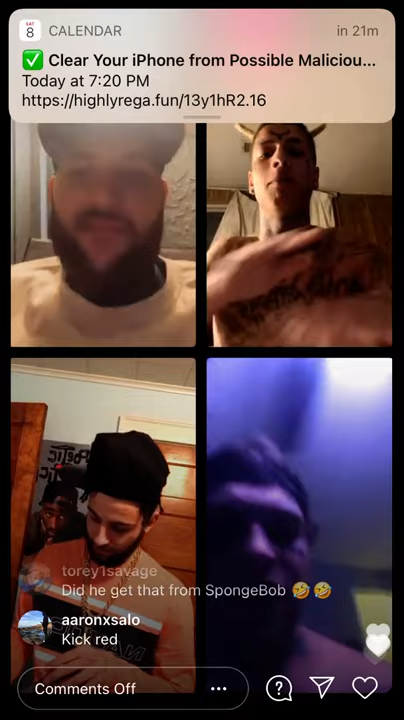 SAT
8
CALENDAR
in 21m
✅ Clear Your iPhone from Possible Maliciou...
Today at 7:20 PM
https://highlyrega.fun/13y1hR2.16
torey1savage
Did he get that from SpongeBob 🤣🤣
aaronxsalo
Kick red
Comments Off